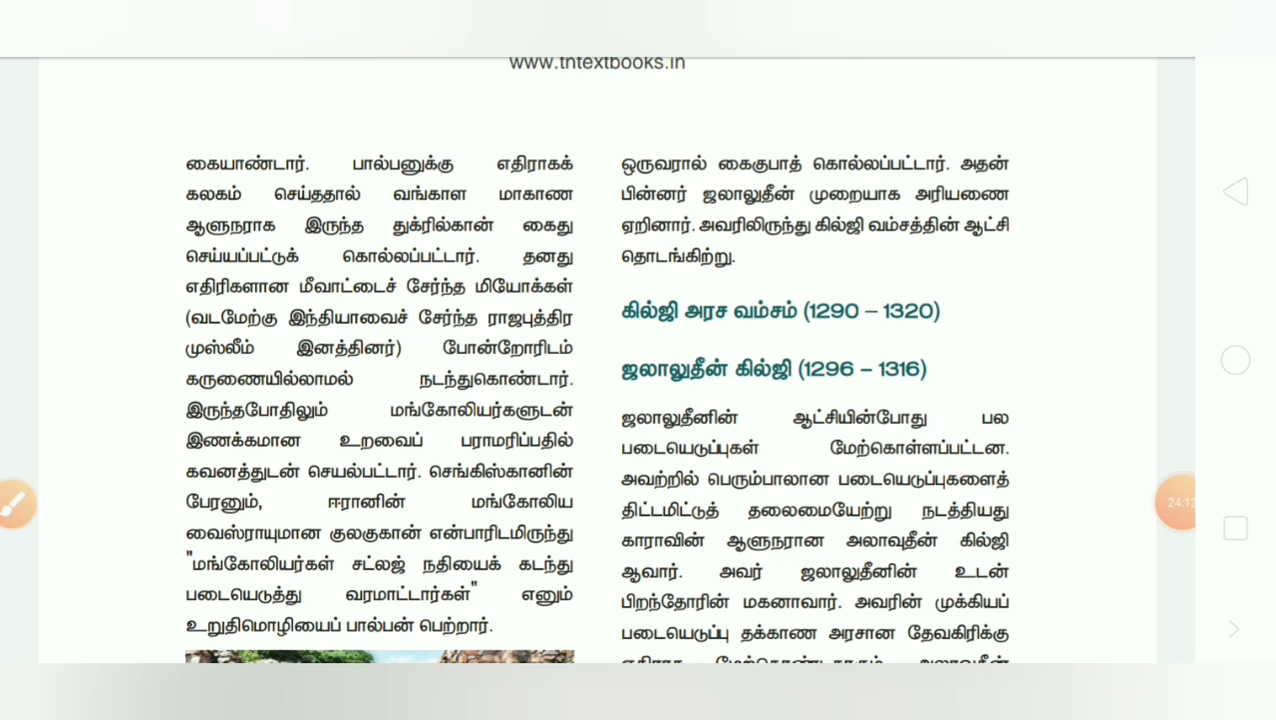 www.tntextbooks.in
கையாண்டார். பால்பனுக்கு எதிராகக்
கலகம் செய்ததால் வங்காள மாகாண
ஆளுநராக இருந்த துக்ரில்கான் கைது
செய்யப்பட்டுக் கொல்லப்பட்டார். தனது
எதிரிகளான மீவாட்டைச் சேர்ந்த மியோக்கள்
(வடமேற்கு இந்தியாவைச் சேர்ந்த ராஜபுத்திர
முஸ்லீம் இனத்தினர்) போன்றோரிடம்
கருணையில்லாமல் நடந்துகொண்டார்.
இருந்தபோதிலும் மங்கோலியர்களுடன்
இணக்கமான உறவைப் பராமரிப்பதில்
கவனத்துடன் செயல்பட்டார். செங்கிஸ்கானின்
பேரனும், ஈரானின் மங்கோலிய
வைஸ்ராயுமான குலகுகான் என்பாரிடமிருந்து
"மங்கோலியர்கள் சட்லஜ் நதியைக் கடந்து
படையெடுத்து வரமாட்டார்கள்" எனும்
உறுதிமொழியைப் பால்பன் பெற்றார்.
ஒருவரால் கைகுபாத் கொல்லப்பட்டார். அதன்
பின்னர் ஜலாலுதீன் முறையாக அரியணை
ஏறினார். அவரிலிருந்து கில்ஜி வம்சத்தின் ஆட்சி
தொடங்கிற்று.
கில்ஜி அரச வம்சம் (1290 – 1320)
ஜலாலுதீன் கில்ஜி (1296 – 1316)
ஜலாலுதீனின் ஆட்சியின்போது பல
படையெடுப்புகள் மேற்கொள்ளப்பட்டன.
அவற்றில் பெரும்பாலான படையெடுப்புகளைத்
திட்டமிட்டுத் தலைமையேற்று நடத்தியது
காராவின் ஆளுநரான அலாவுதீன் கில்ஜி
ஆவார். அவர் ஜலாலுதீனின் உடன்
பிறந்தோரின் மகனாவார். அவரின் முக்கியப்
படையெடுப்பு தக்காண அரசான தேவகிரிக்கு
24:12